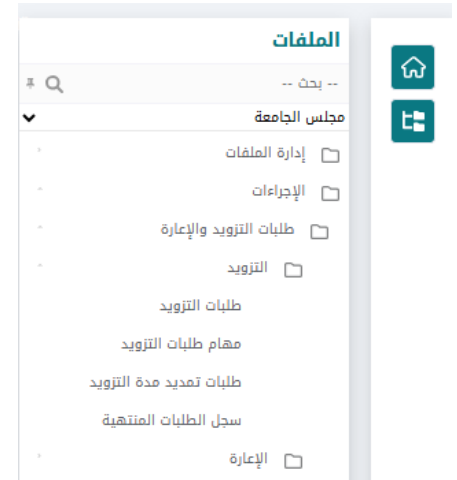 الملفات
-- بحث --
مجلس الجامعة
إدارة الملفات
الإجراءات
طلبات التزويد والإعارة
التزويد
طلبات التزويد
مهام طلبات التزويد
طلبات تمديد مدة التزويد
سجل الطلبات المنتهية
الإعارة